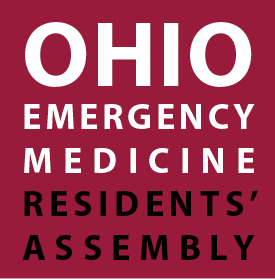 OHIO
EMERGENCY
MEDICINE
RESIDENTS’
ASSEMBLY